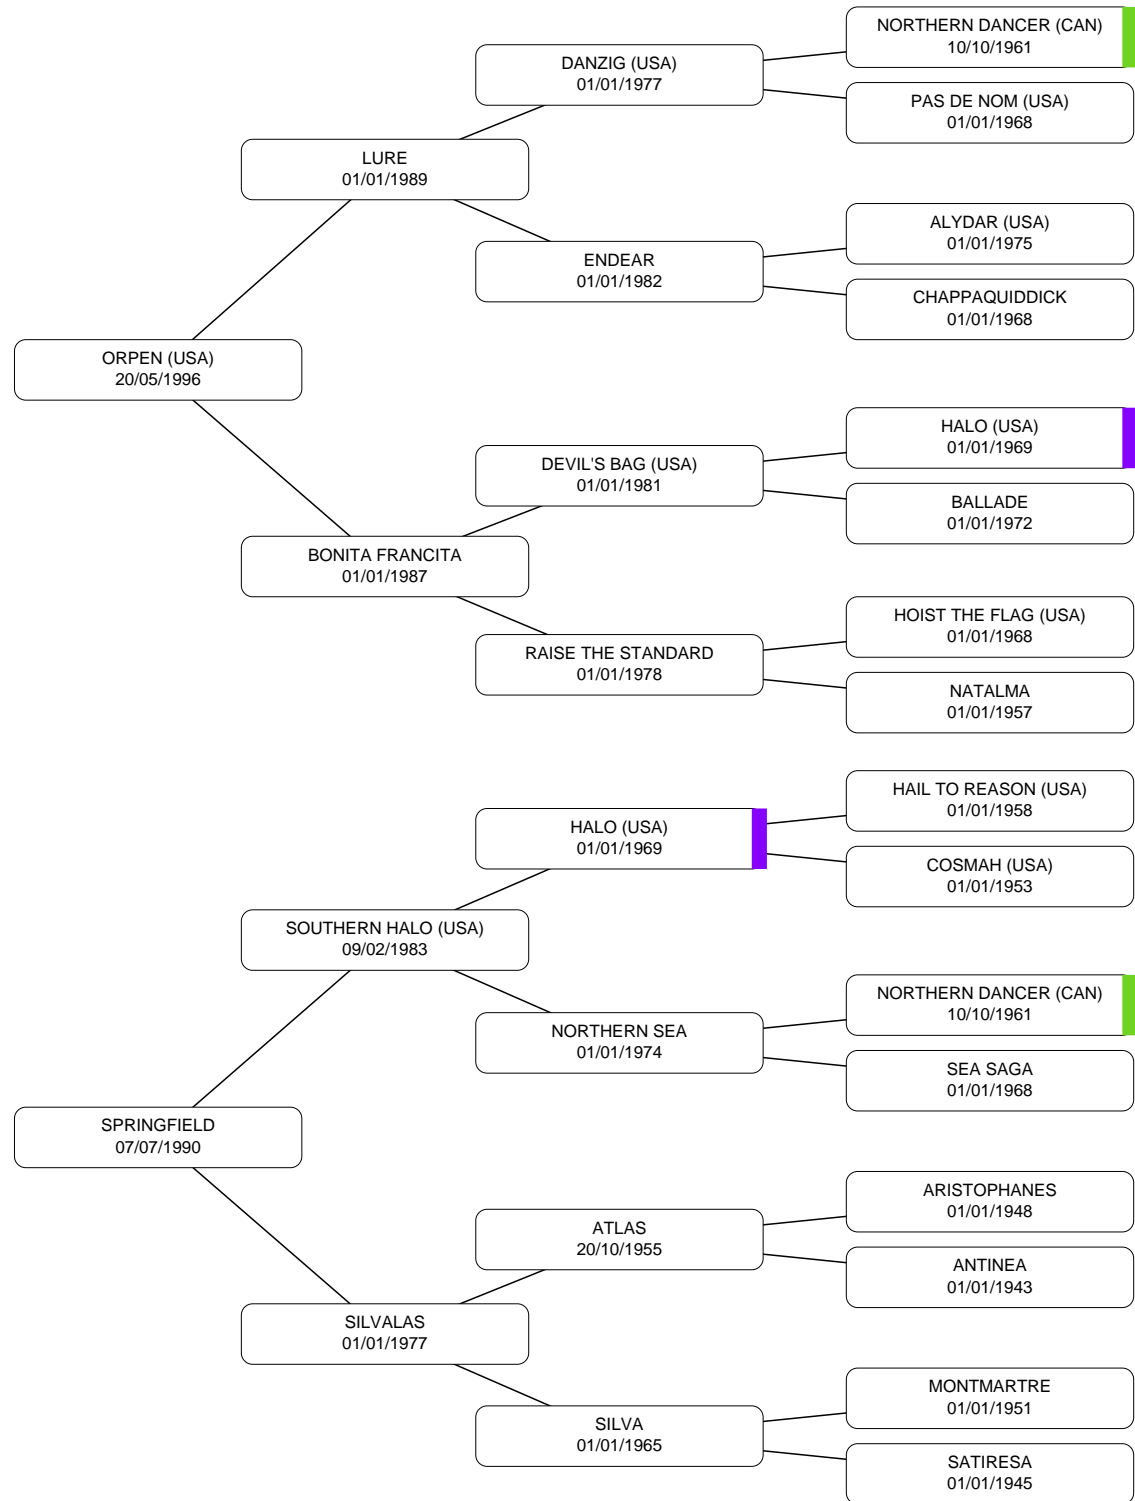 NORTHERN DANCER (CAN)
10/10/1961
DANZIG (USA)
01/01/1977
PAS DE NOM (USA)
01/01/1968
LURE
01/01/1989
ALYDAR (USA)
01/01/1975
ENDEAR
01/01/1982
CHAPPAQUIDDICK
01/01/1968
ORPEN (USA)
20/05/1996
HALO (USA)
01/01/1969
DEVIL'S BAG (USA)
01/01/1981
BALLADE
01/01/1972
BONITA FRANCITA
01/01/1987
HOIST THE FLAG (USA)
01/01/1968
RAISE THE STANDARD
01/01/1978
NATALMA
01/01/1957
HAIL TO REASON (USA)
01/01/1958
HALO (USA)
01/01/1969
COSMAH (USA)
01/01/1953
SOUTHERN HALO (USA)
09/02/1983
NORTHERN DANCER (CAN)
10/10/1961
NORTHERN SEA
01/01/1974
SEA SAGA
01/01/1968
SPRINGFIELD
07/07/1990
ARISTOPHANES
01/01/1948
ATLAS
20/10/1955
ANTINEA
01/01/1943
SILVALAS
01/01/1977
MONTMARTRE
01/01/1951
SILVA
01/01/1965
SATIRESA
01/01/1945